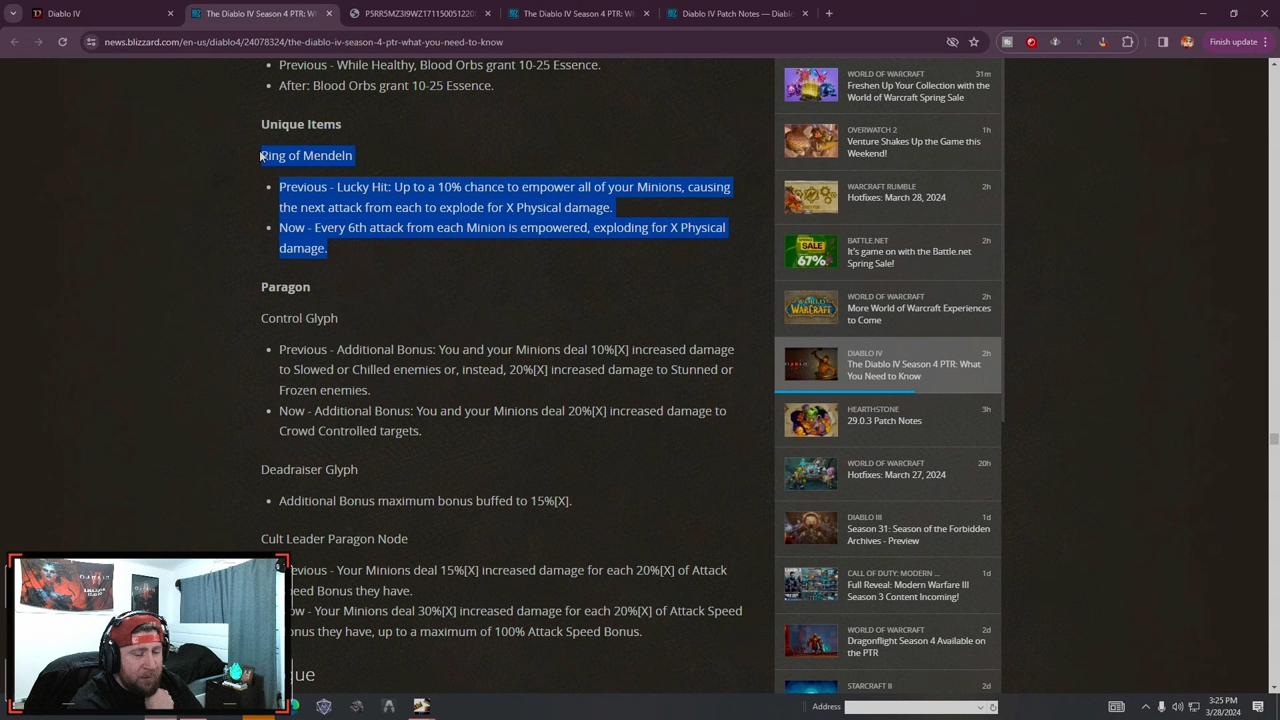 Diablo IV
The Diablo IV Season 4 PTR: Wh
P5RR5MZ3I9WZ1711500512205
The Diablo IV Season 4 PTR: Wh
Diablo IV Patch Notes — Diablo
news.blizzard.com/en-us/diablo4/24078324/the-diablo-iv-season-4-ptr-what-you-need-to-know
Finish update
Previous - While Healthy, Blood Orbs grant 10-25 Essence.
After: Blood Orbs grant 10-25 Essence.
Unique Items
Ring of Mendeln
Previous - Lucky Hit: Up to a 10% chance to empower all of your Minions, causing
the next attack from each to explode for X Physical damage.
Now - Every 6th attack from each Minion is empowered, exploding for X Physical
damage.
Paragon
Control Glyph
Previous - Additional Bonus: You and your Minions deal 10%[X] increased damage
to Slowed or Chilled enemies or, instead, 20%[X] increased damage to Stunned or
Frozen enemies.
Now - Additional Bonus: You and your Minions deal 20%[X] increased damage to
Crowd Controlled targets.
Deadraiser Glyph
Additional Bonus maximum bonus buffed to 15%[X].
Cult Leader Paragon Node
revious - Your Minions deal 15%[X] increased damage for each 20%[X] of Attack
eed Bonus they have.
ow - Your Minions deal 30%[X] increased damage for each 20%[X] of Attack Speed
onus they have, up to a maximum of 100% Attack Speed Bonus.
ue
WORLD OF WARCRAFT 31m
Freshen Up Your Collection with the
World of Warcraft Spring Sale
OVERWATCH 2 1h
Venture Shakes Up the Game this
Weekend!
WARCRAFT RUMBLE 2h
Hotfixes: March 28, 2024
BATTLE.NET 2h
It's game on with the Battle.net
Spring Sale!
SALE
67%
WORLD OF WARCRAFT 2h
More World of Warcraft Experiences
to Come
WARCRAFT
DIABLO IV 2h
The Diablo IV Season 4 PTR: What
You Need to Know
HEARTHSTONE 3h
29.0.3 Patch Notes
WORLD OF WARCRAFT 20h
Hotfixes: March 27, 2024
DIABLO III 1d
Season 31: Season of the Forbidden
Archives - Preview
CALL OF DUTY: MODERN ... 1d
Full Reveal: Modern Warfare III
Season 3 Content Incoming!
WORLD OF WARCRAFT 2d
Dragonflight Season 4 Available on
the PTR
STARCRAFT II 2d
Address
3:25 PM
3/28/2024